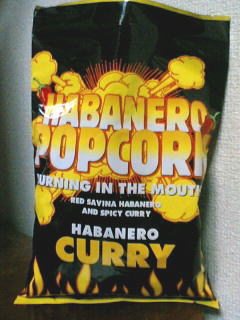 HABANERO
POPCORN
BURNING IN THE MOUTH
RED SAVINA HABANERO
AND SPICY CURRY
HABANERO
CURRY